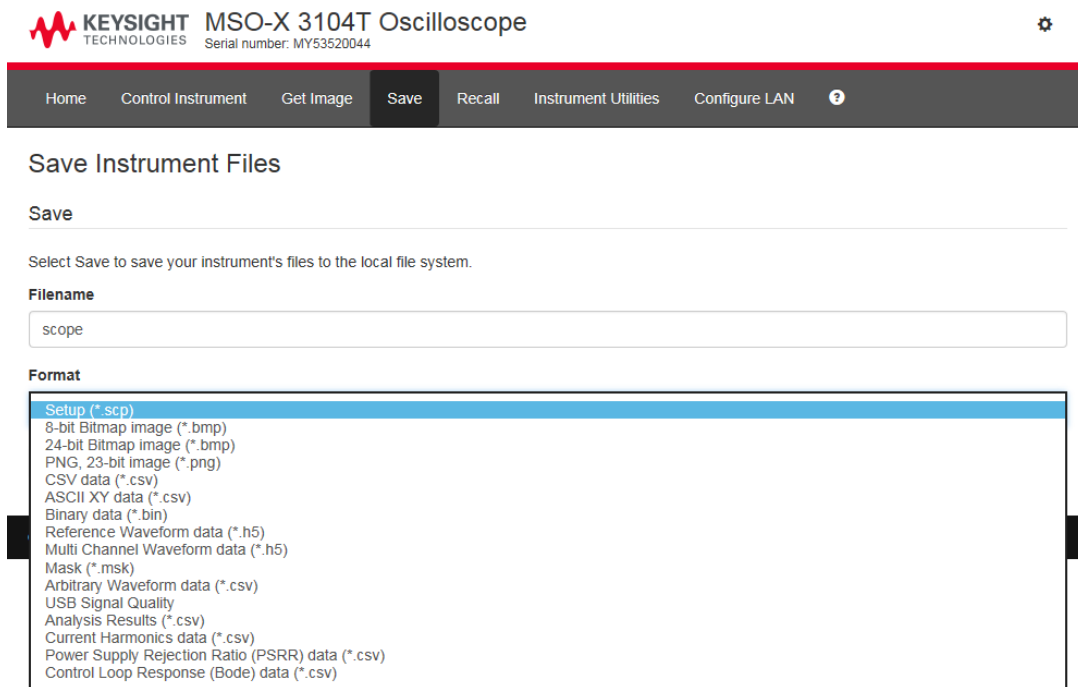 KEYSIGHT TECHNOLOGIES
MSO-X 3104T Oscilloscope
Serial number: MY53520044
Home Control Instrument Get Image Save Recall Instrument Utilities Configure LAN ?
Save Instrument Files
Save
Select Save to save your instrument's files to the local file system.
Filename
scope
Format
Setup (*.scp)
8-bit Bitmap image (*.bmp)
24-bit Bitmap image (*.bmp)
PNG, 23-bit image (*.png)
CSV data (*.csv)
ASCII XY data (*.csv)
Binary data (*.bin)
Reference Waveform data (*.h5)
Multi Channel Waveform data (*.h5)
Mask (*.msk)
Arbitrary Waveform data (*.csv)
USB Signal Quality
Analysis Results (*.csv)
Current Harmonics data (*.csv)
Power Supply Rejection Ratio (PSRR) data (*.csv)
Control Loop Response (Bode) data (*.csv)